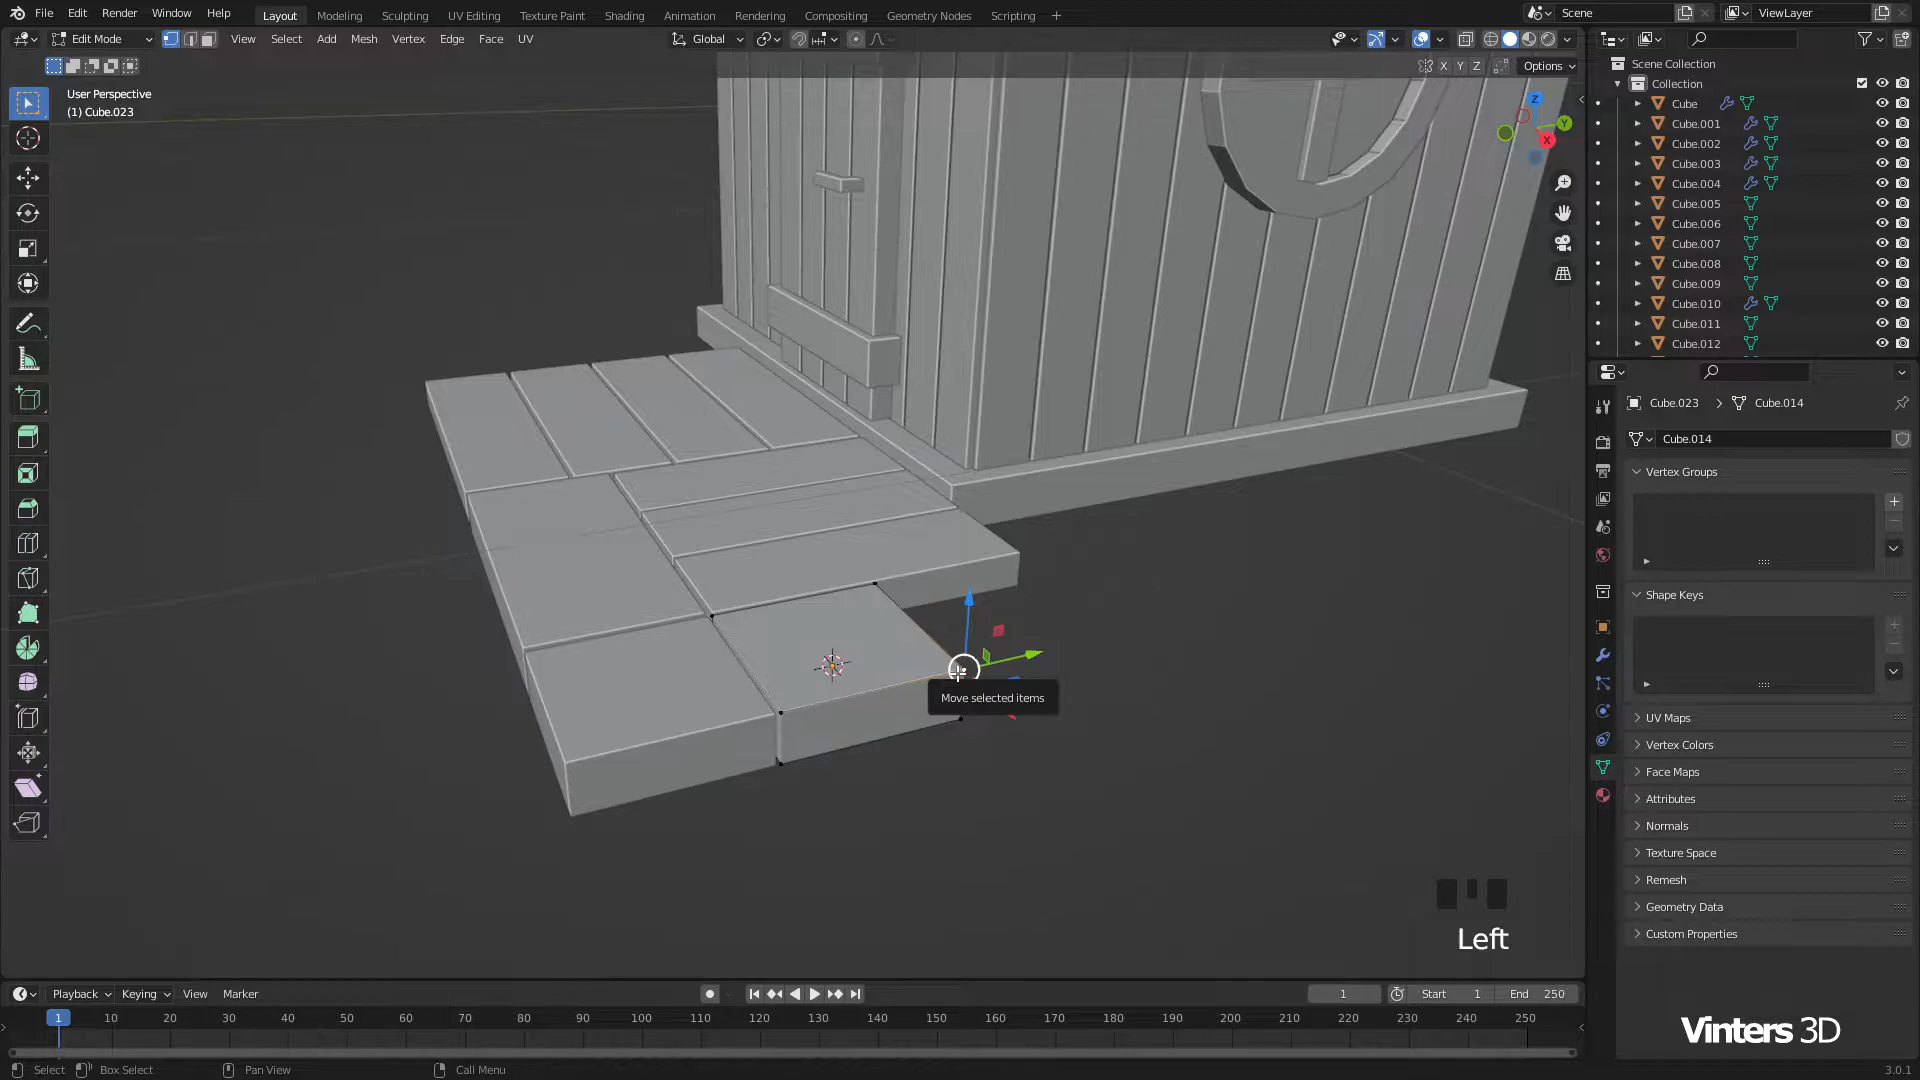 File Edit Render Window Help Layout Modeling Sculpting UV Editing Texture Paint Shading Animation Rendering Compositing Geometry Nodes Scripting + Scene ViewLayer
Edit Mode View Select Add Mesh Vertex Edge Face UV Global
X Y Z Options
User Perspective
(1) Cube.023
Z
Y
X
Scene Collection
Collection
Cube
Cube.001
Cube.002
Cube.003
Cube.004
Cube.005
Cube.006
Cube.007
Cube.008
Cube.009
Cube.010
Cube.011
Cube.012
Cube.023 > Cube.014
Cube.014
Vertex Groups
Shape Keys
UV Maps
Vertex Colors
Face Maps
Attributes
Normals
Texture Space
Remesh
Geometry Data
Custom Properties
Move selected items
Left
Playback Keying View Marker 1 Start 1 End 250
1 10 20 30 40 50 60 70 80 90 100 110 120 130 140 150 160 170 180 190 200 210 220 230 240 250
Vinters 3D
Select Box Select Pan View Call Menu 3.0.1